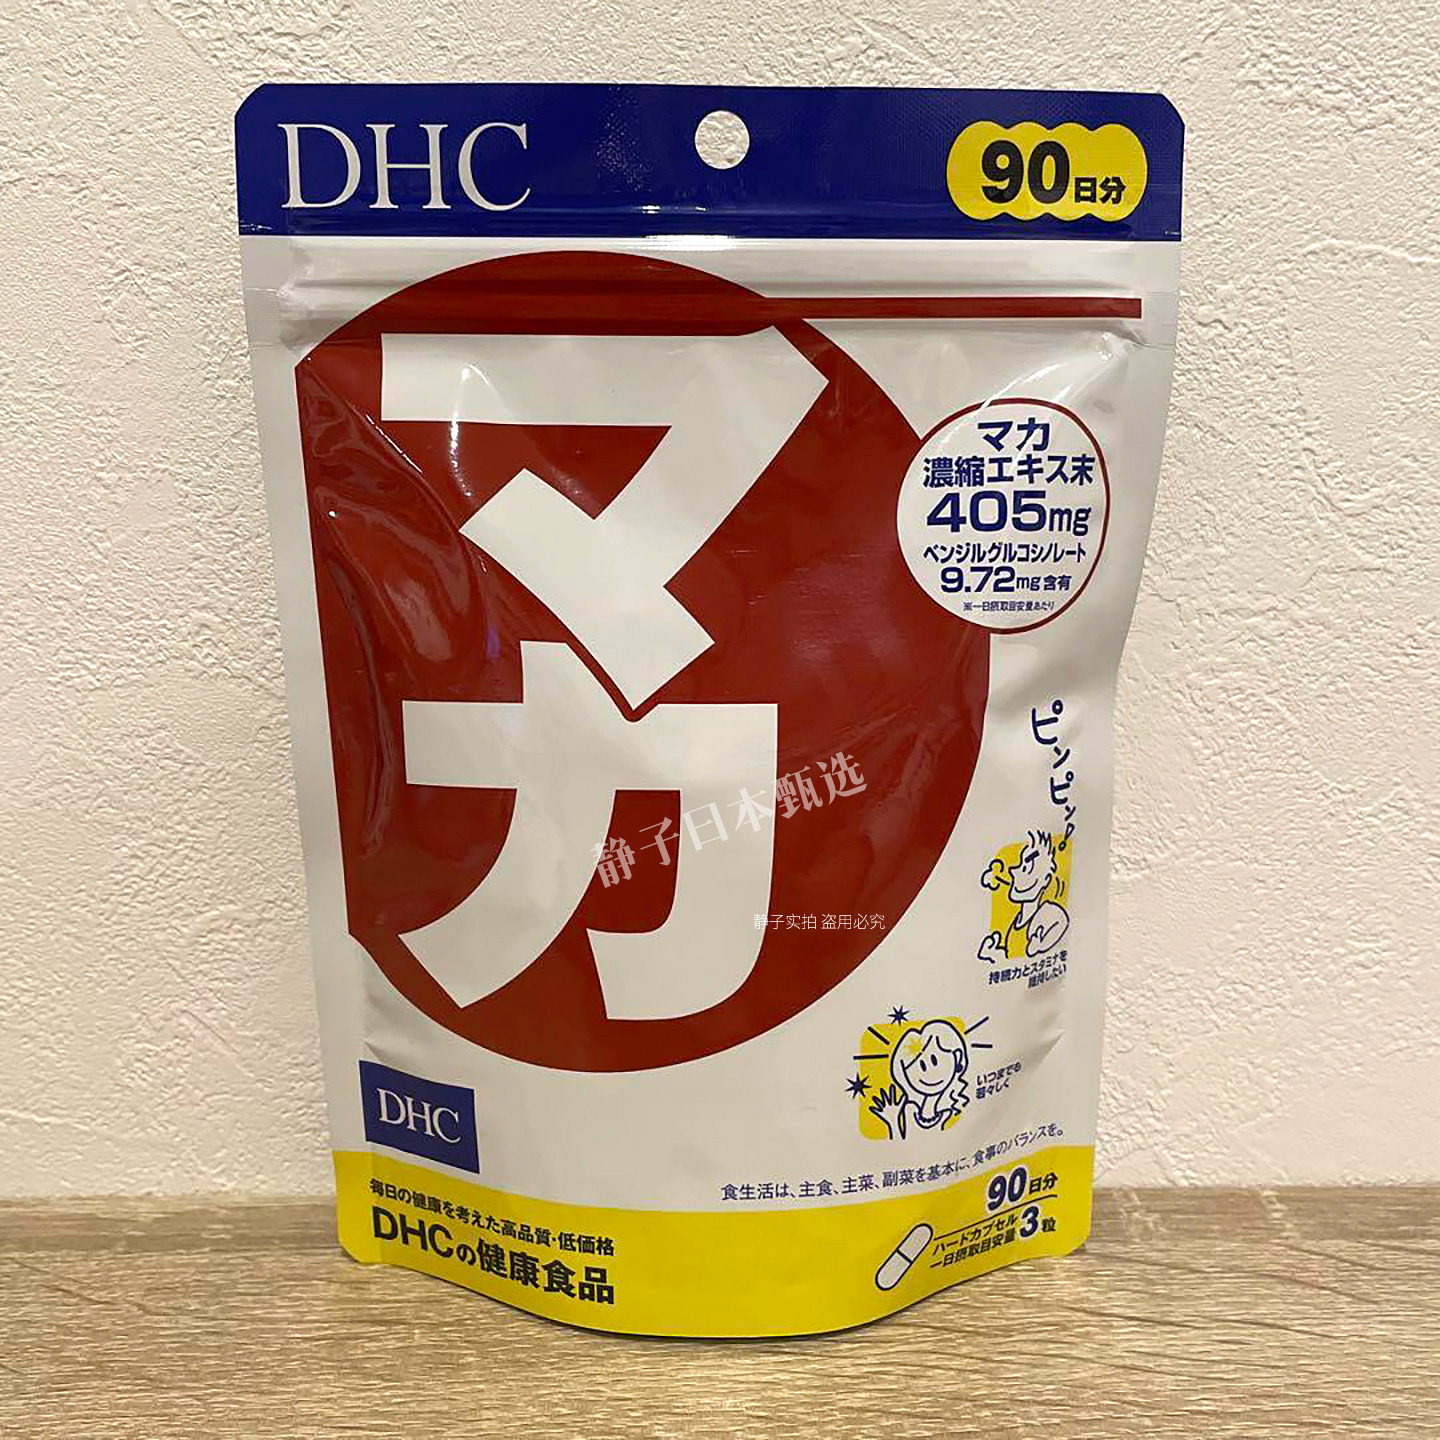 DHC
90日分
マカ
マカ
濃縮エキス末
405mg
ベンジルグルコシノレート
9.72mg含有
※一日摂取目安量あたり
ピンピン♪
持続力とスタミナを
維持したい
いつまでも
若々しく
静子日本甄选
静子实拍 盗用必究
DHC
食生活は、主食、主菜、副菜を基本に、食事のバランスを。
毎日の健康を考えた高品質・低価格
DHCの健康食品
90日分
ハードカプセル
一日摂取目安量3粒